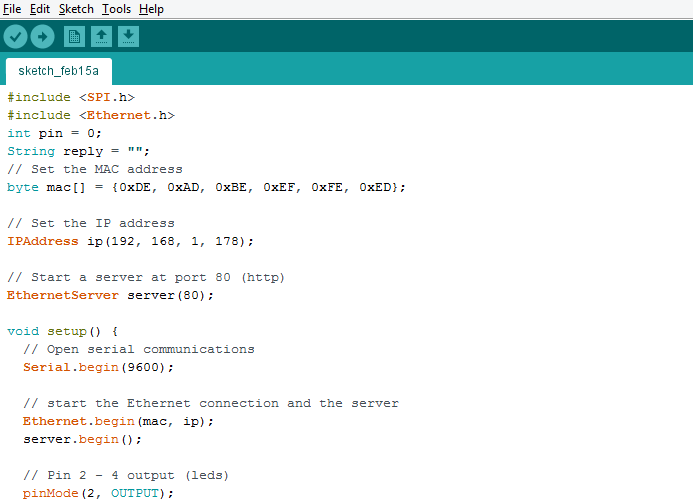 File Edit Sketch Tools Help
sketch_feb15a
#include <SPI.h>
#include <Ethernet.h>
int pin = 0;
String reply = "";
// Set the MAC address
byte mac[] = {0xDE, 0xAD, 0xBE, 0xEF, 0xFE, 0xED};

// Set the IP address
IPAddress ip(192, 168, 1, 178);

// Start a server at port 80 (http)
EthernetServer server(80);

void setup() {
  // Open serial communications
  Serial.begin(9600);

  // start the Ethernet connection and the server
  Ethernet.begin(mac, ip);
  server.begin();

  // Pin 2 - 4 output (leds)
  pinMode(2, OUTPUT);